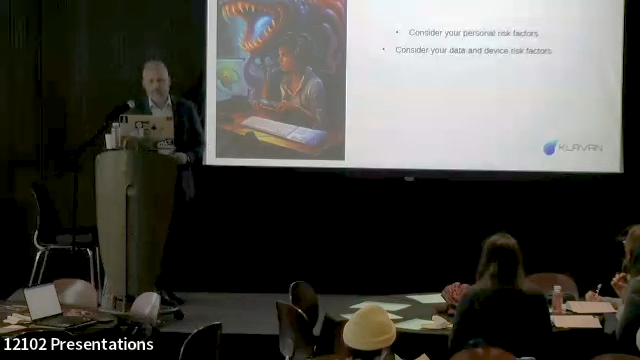 • Consider your personal risk factors
• Consider your data and device risk factors
KLAVAN
12102 Presentations